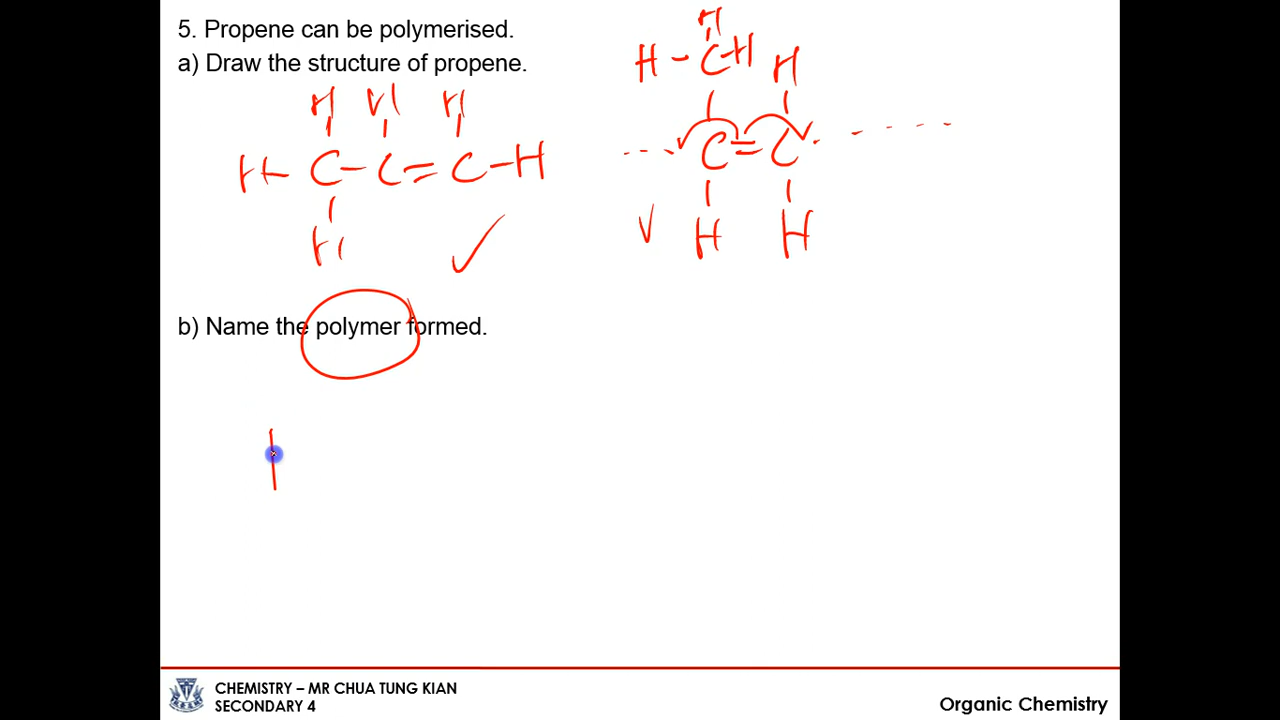 5. Propene can be polymerised.
a) Draw the structure of propene.
H H H
H - C - C = C - H
H
H
H - C H H
C = C
H H
b) Name the polymer formed.
CHEMISTRY – MR CHUA TUNG KIAN
SECONDARY 4
Organic Chemistry